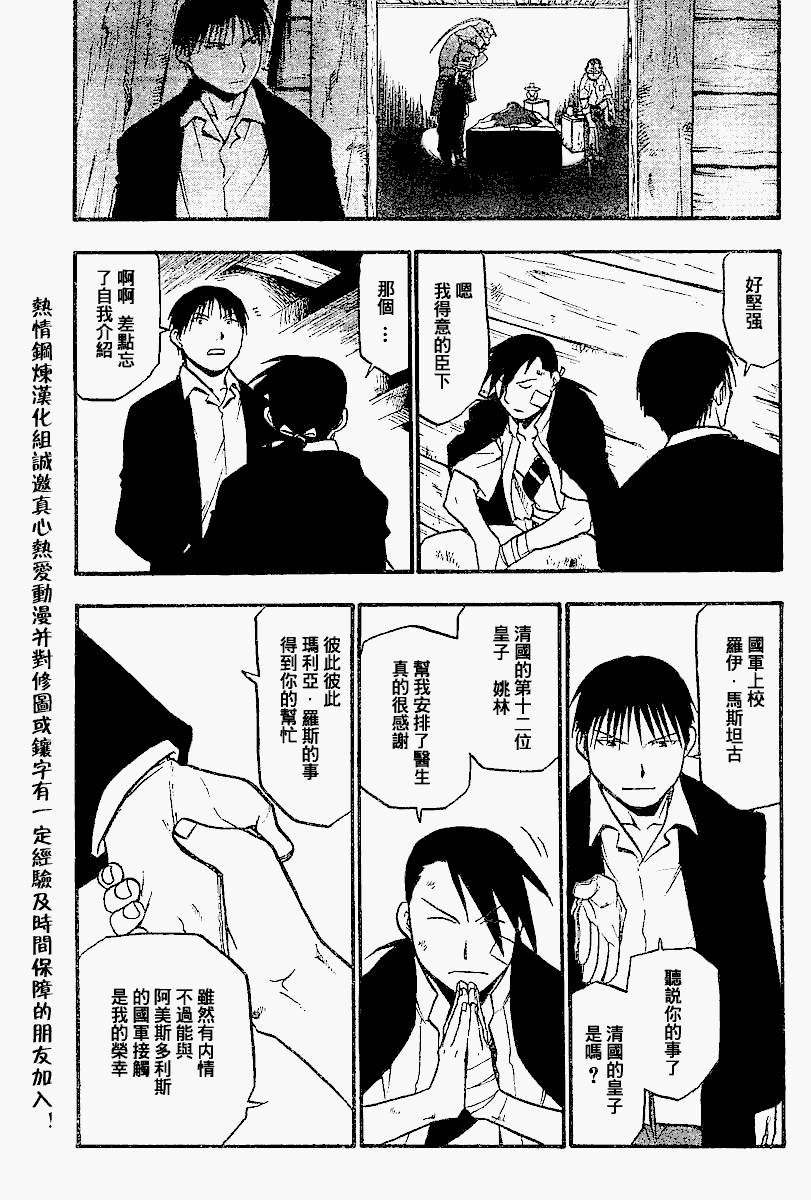 好堅强
嗯
我得意的臣下
那個…
啊啊 差點忘
了自我介紹
國軍上校
羅伊．馬斯坦古
聽説你的事了
清國的皇子
是嗎？
清國的第十二位
皇子 姚林
幫我安排了醫生
真的很感謝
彼此彼此
瑪利亞．羅斯的事
得到你的幫忙
雖然有内情
不過能與
阿美斯多利斯
的國軍接觸
是我的榮幸
熱情鋼煉漢化組誠邀真心熱愛動漫并對修圖或鑲字有一定經驗及時間保障的朋友加入！